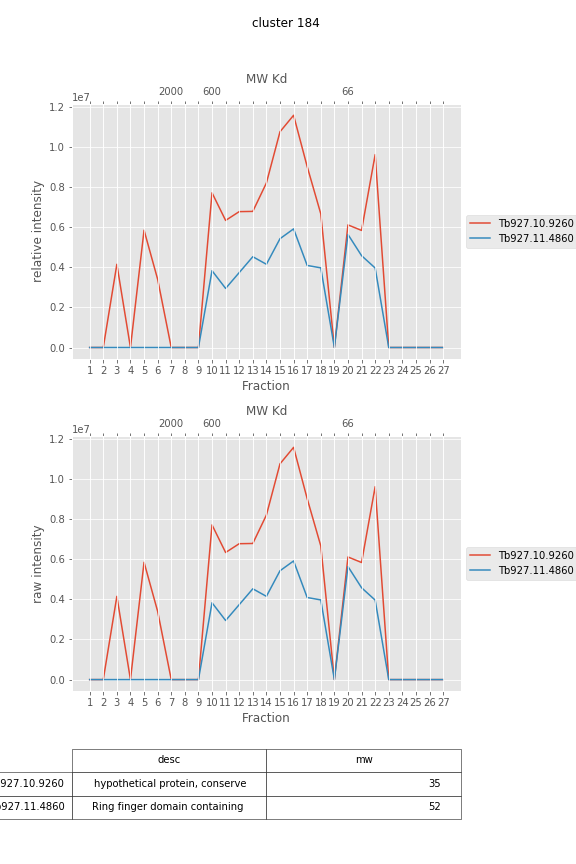 cluster 184
MW Kd
2000 600 66
1e7
1.2
1.0
0.8
0.6
0.4
0.2
0.0
relative intensity
1 2 3 4 5 6 7 8 9 10 11 12 13 14 15 16 17 18 19 20 21 22 23 24 25 26 27
Fraction
Tb927.10.9260
Tb927.11.4860
MW Kd
2000 600 66
1e7
1.2
1.0
0.8
0.6
0.4
0.2
0.0
raw intensity
1 2 3 4 5 6 7 8 9 10 11 12 13 14 15 16 17 18 19 20 21 22 23 24 25 26 27
Fraction
Tb927.10.9260
Tb927.11.4860
desc mw
927.10.9260 hypothetical protein, conserve 35
927.11.4860 Ring finger domain containing 52